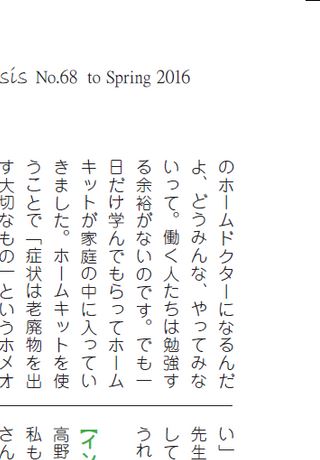 sis No.68 to Spring 2016
のホームドクターになるんだ
よ、どうみんな、やってみな
いって。働く人たちは勉強す
る余裕がないのです。でも一
日だけ学んでもらってホーム
キットが家庭の中に入ってい
きました。ホームキットを使
うことで「症状は老廃物を出
す大切なもの」というホメオ
い」
先生
して
うれ
【イン
高野
私も
さん